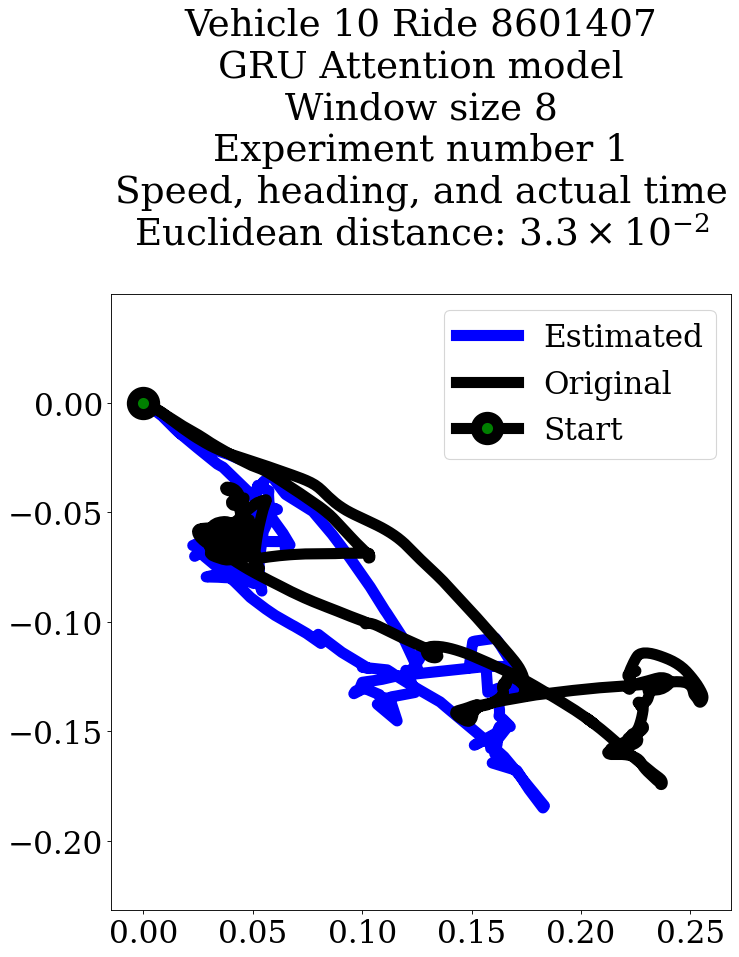 Vehicle 10 Ride 8601407
GRU Attention model
Window size 8
Experiment number 1
Speed, heading, and actual time
Euclidean distance: 3.3 × 10⁻²
Estimated
Original
Start
0.00
−0.05
−0.10
−0.15
−0.20
0.00 0.05 0.10 0.15 0.20 0.25